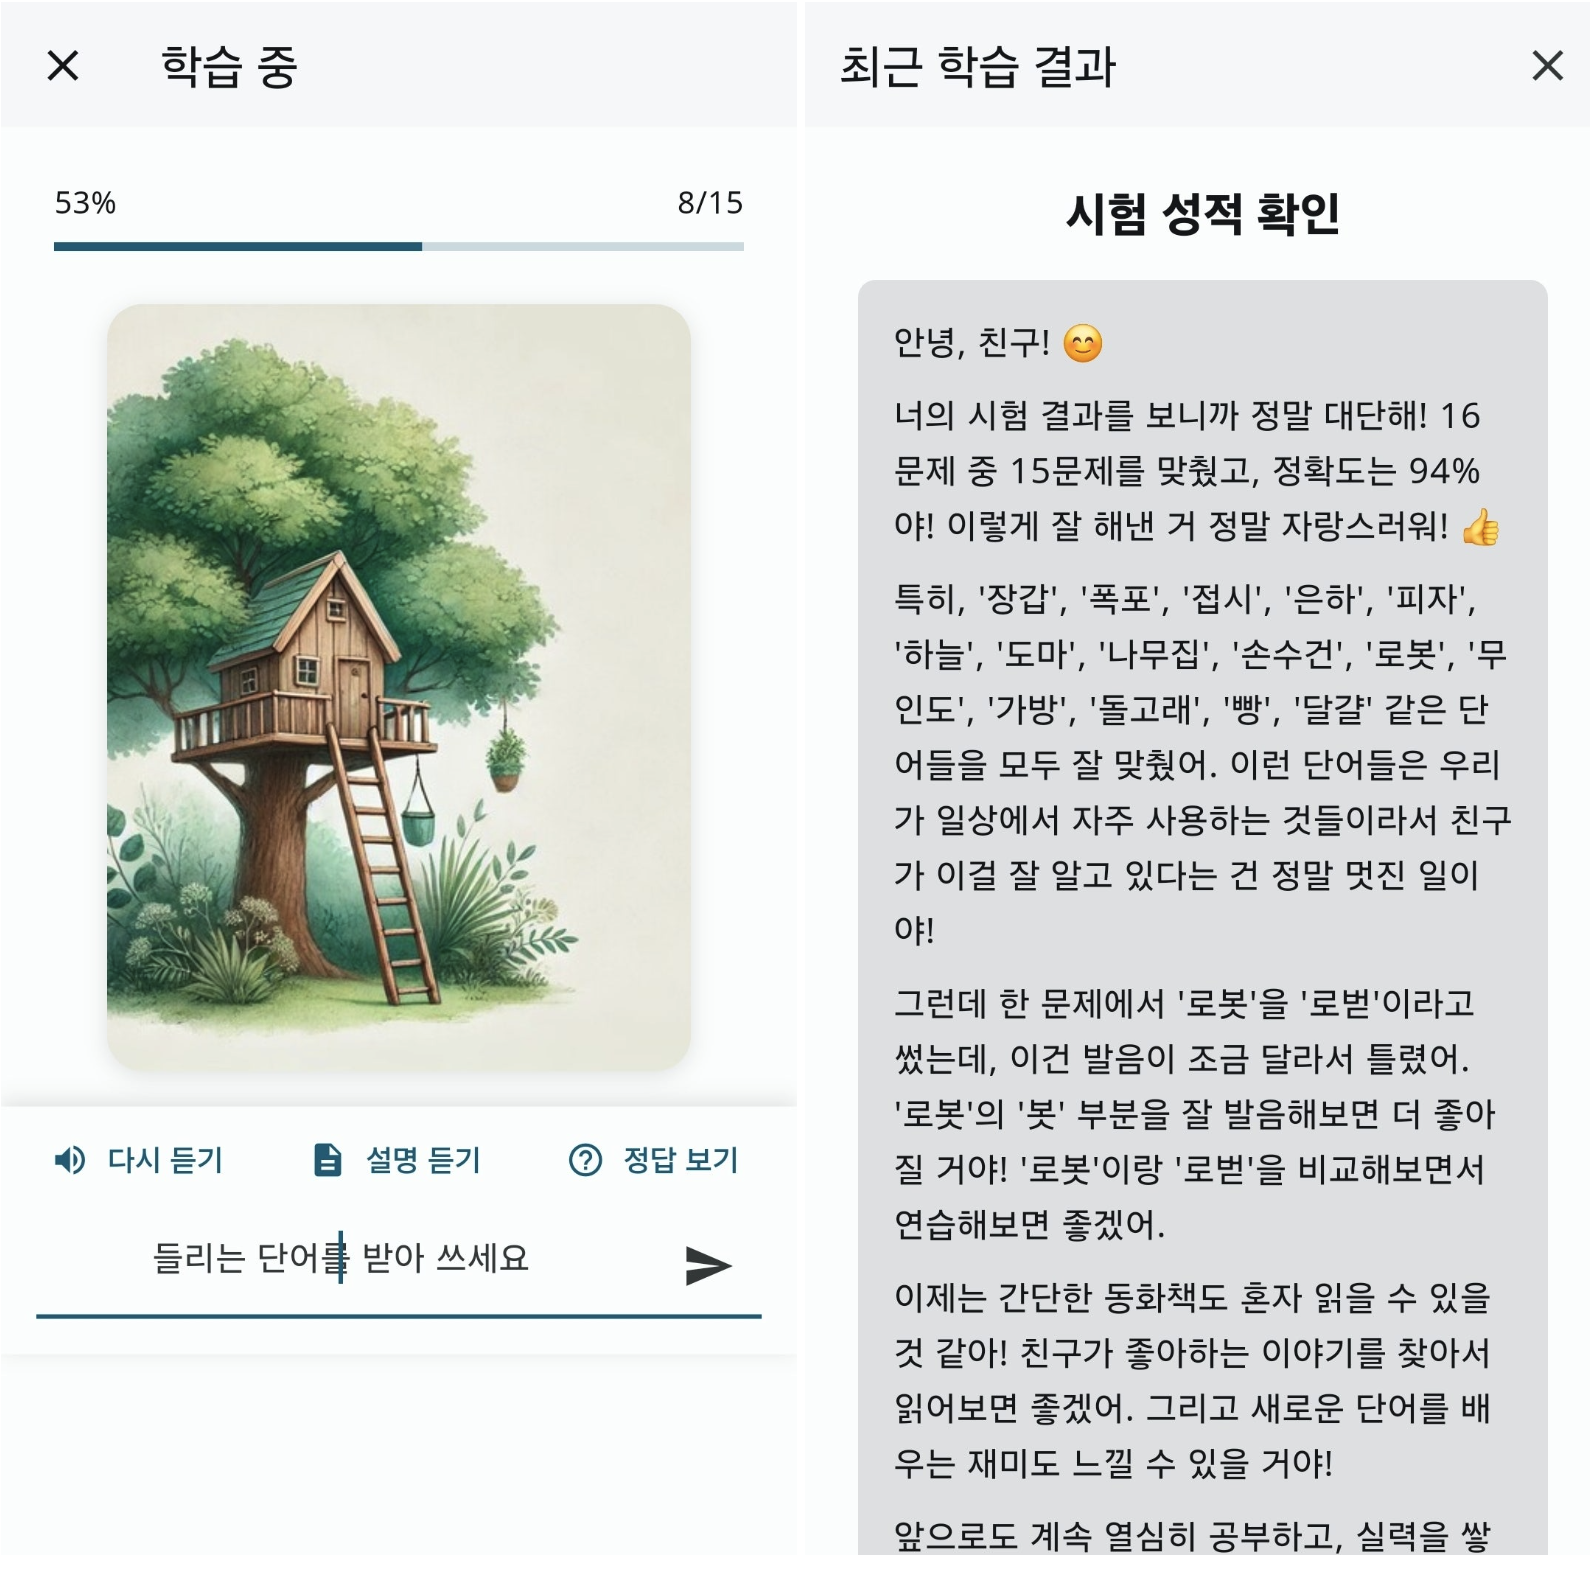 학습 중
53%
8/15
다시 듣기
설명 듣기
정답 보기
들리는 단어를 받아 쓰세요
최근 학습 결과
시험 성적 확인
안녕, 친구! 😊
너의 시험 결과를 보니까 정말 대단해! 16
문제 중 15문제를 맞췄고, 정확도는 94%
야! 이렇게 잘 해낸 거 정말 자랑스러워! 👍
특히, '장갑', '폭포', '접시', '은하', '피자',
'하늘', '도마', '나무집', '손수건', '로봇', '무
인도', '가방', '돌고래', '빵', '달걀' 같은 단
어들을 모두 잘 맞췄어. 이런 단어들은 우리
가 일상에서 자주 사용하는 것들이라서 친구
가 이걸 잘 알고 있다는 건 정말 멋진 일이
야!
그런데 한 문제에서 '로봇'을 '로벋'이라고
썼는데, 이건 발음이 조금 달라서 틀렸어.
'로봇'의 '봇' 부분을 잘 발음해보면 더 좋아
질 거야! '로봇'이랑 '로벋'을 비교해보면서
연습해보면 좋겠어.
이제는 간단한 동화책도 혼자 읽을 수 있을
것 같아! 친구가 좋아하는 이야기를 찾아서
읽어보면 좋겠어. 그리고 새로운 단어를 배
우는 재미도 느낄 수 있을 거야!
앞으로도 계속 열심히 공부하고, 실력을 쌓